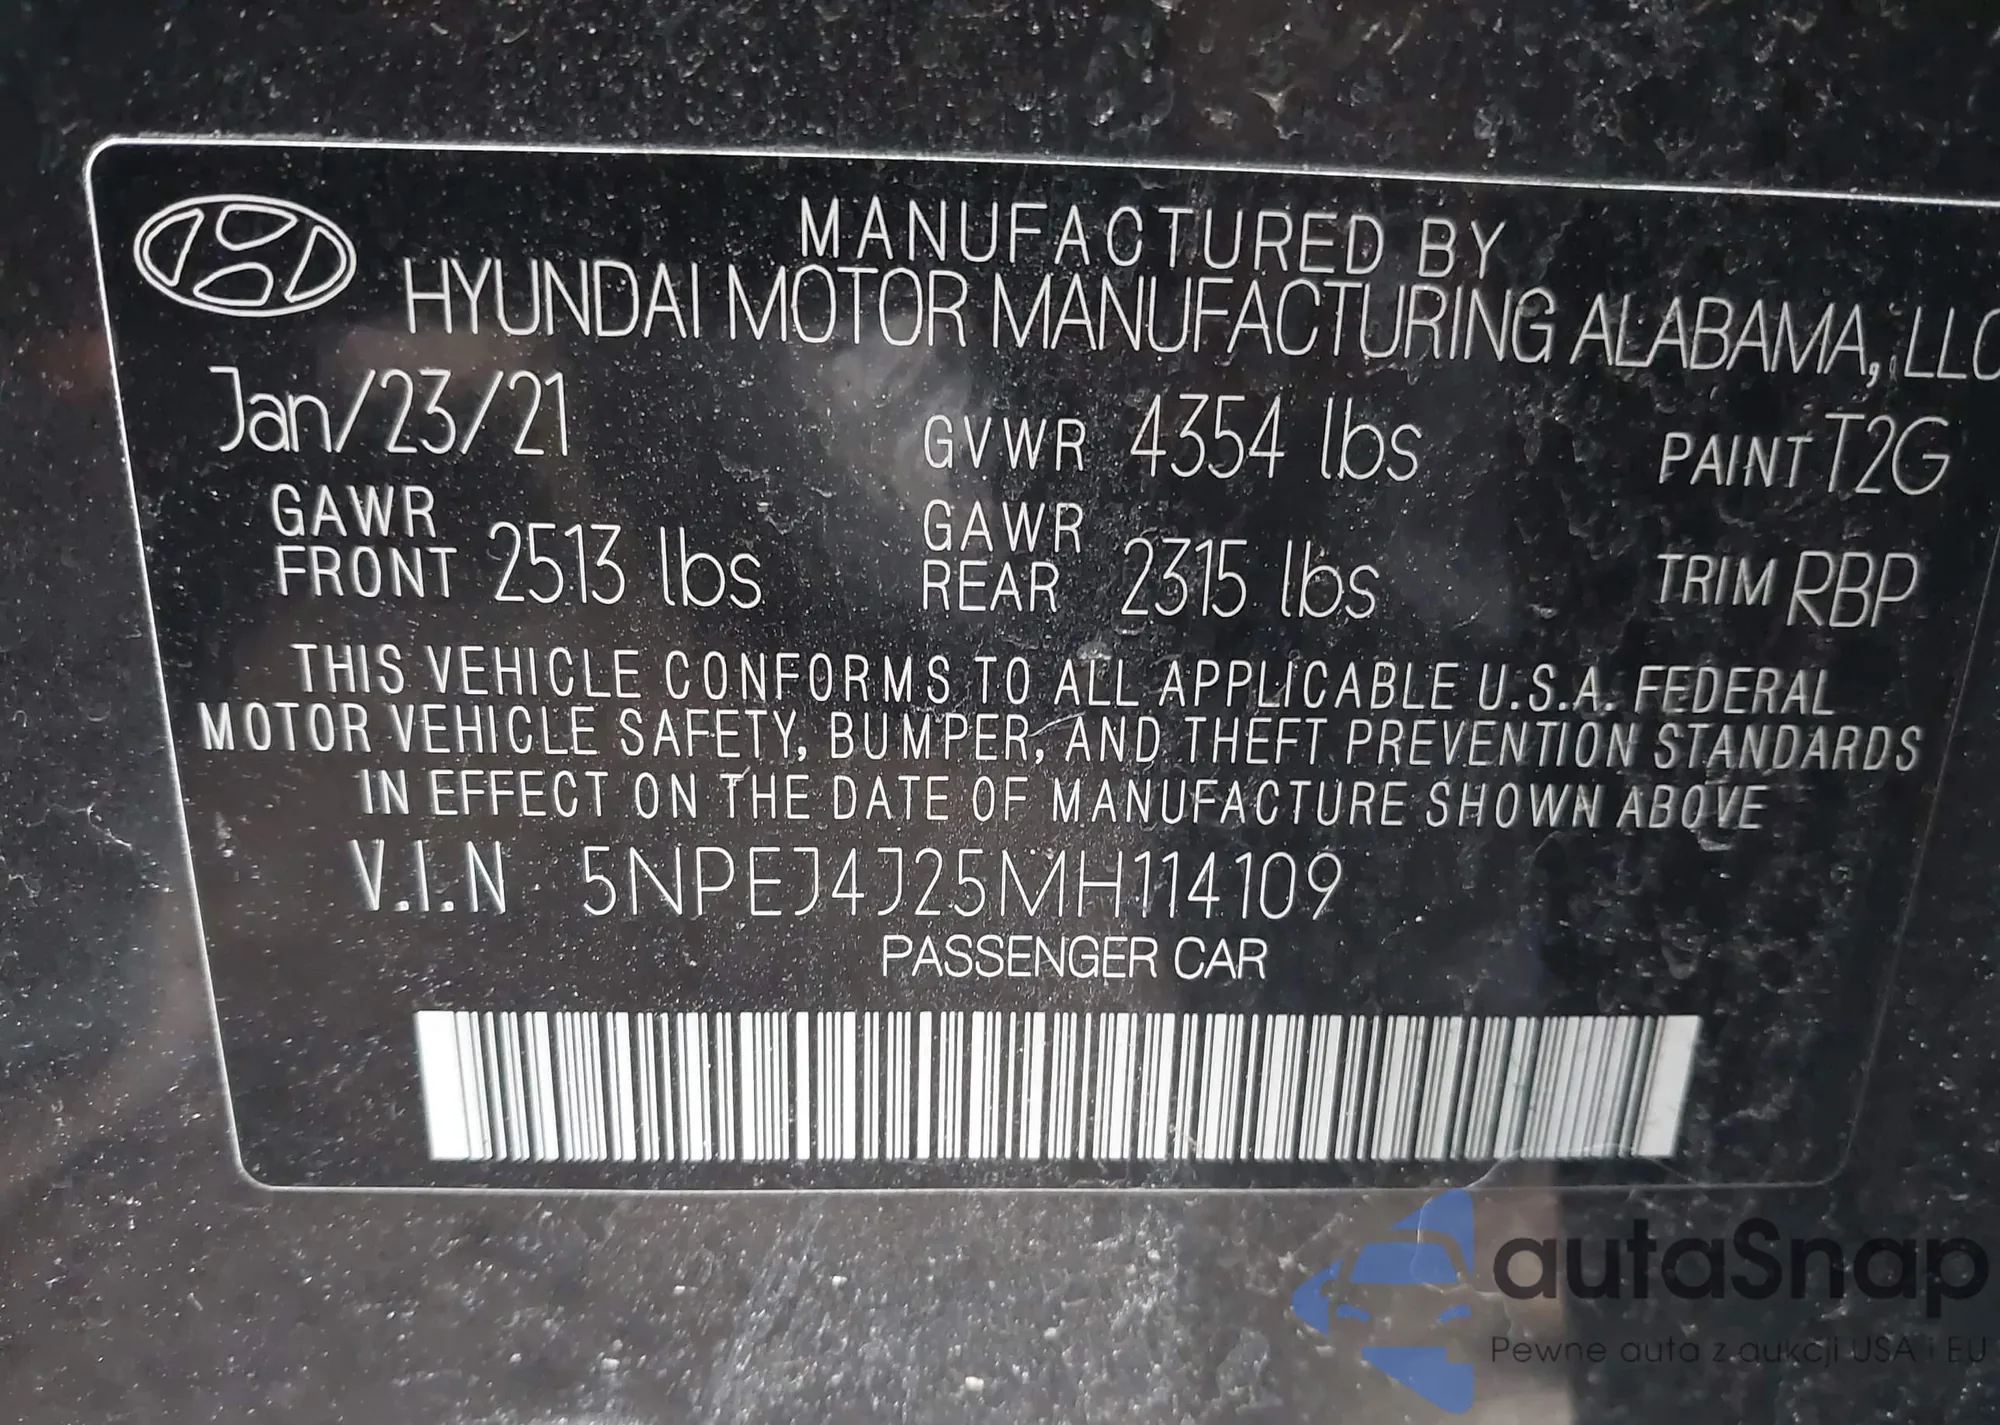 MANUFACTURED BY
HYUNDAI MOTOR MANUFACTURING ALABAMA, LLC
Jan/23/21 GVWR 4354 lbs PAINT T2G
GAWR FRONT 2513 lbs GAWR REAR 2315 lbs TRIM RBP
THIS VEHICLE CONFORMS TO ALL APPLICABLE U.S.A. FEDERAL
MOTOR VEHICLE SAFETY, BUMPER, AND THEFT PREVENTION STANDARDS
IN EFFECT ON THE DATE OF MANUFACTURE SHOWN ABOVE
V.I.N 5NPEJ4J25MH114109
PASSENGER CAR
autaSnap
Pewne auta z aukcji USA i EU